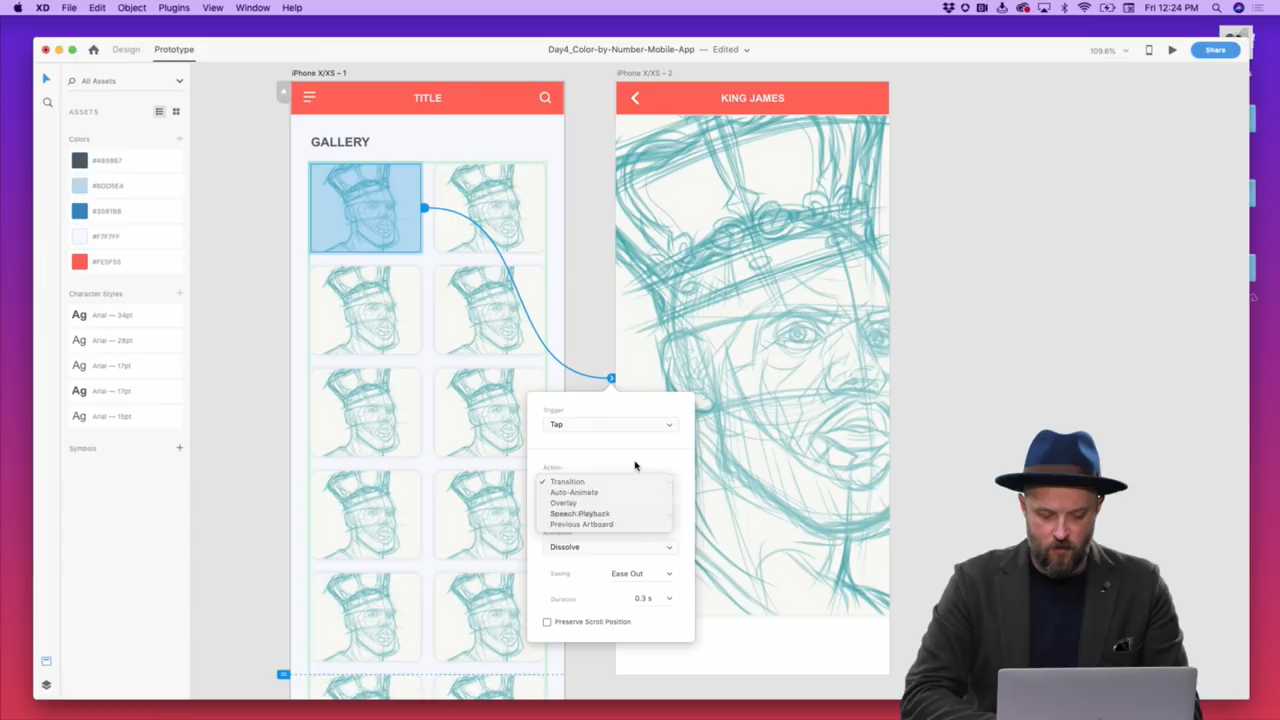 XD File Edit Object Plugins View Window Help
Fri 12:24 PM
Design Prototype
Day4_Color-by-Number-Mobile-App — Edited
109.6%
Share
All Assets
ASSETS
Colors
#485867
#BDD5EA
#3581B8
#F7F7FF
#FE5F55
Character Styles
Ag Arial — 34pt
Ag Arial — 28pt
Ag Arial — 17pt
Ag Arial — 17pt
Ag Arial — 15pt
Symbols
iPhone X/XS – 1
TITLE
GALLERY
iPhone X/XS – 2
KING JAMES
Trigger
Tap
Action
Transition
Auto-Animate
Overlay
Speech Playback
Previous Artboard
Dissolve
Easing Ease Out
Duration 0.3 s
Preserve Scroll Position